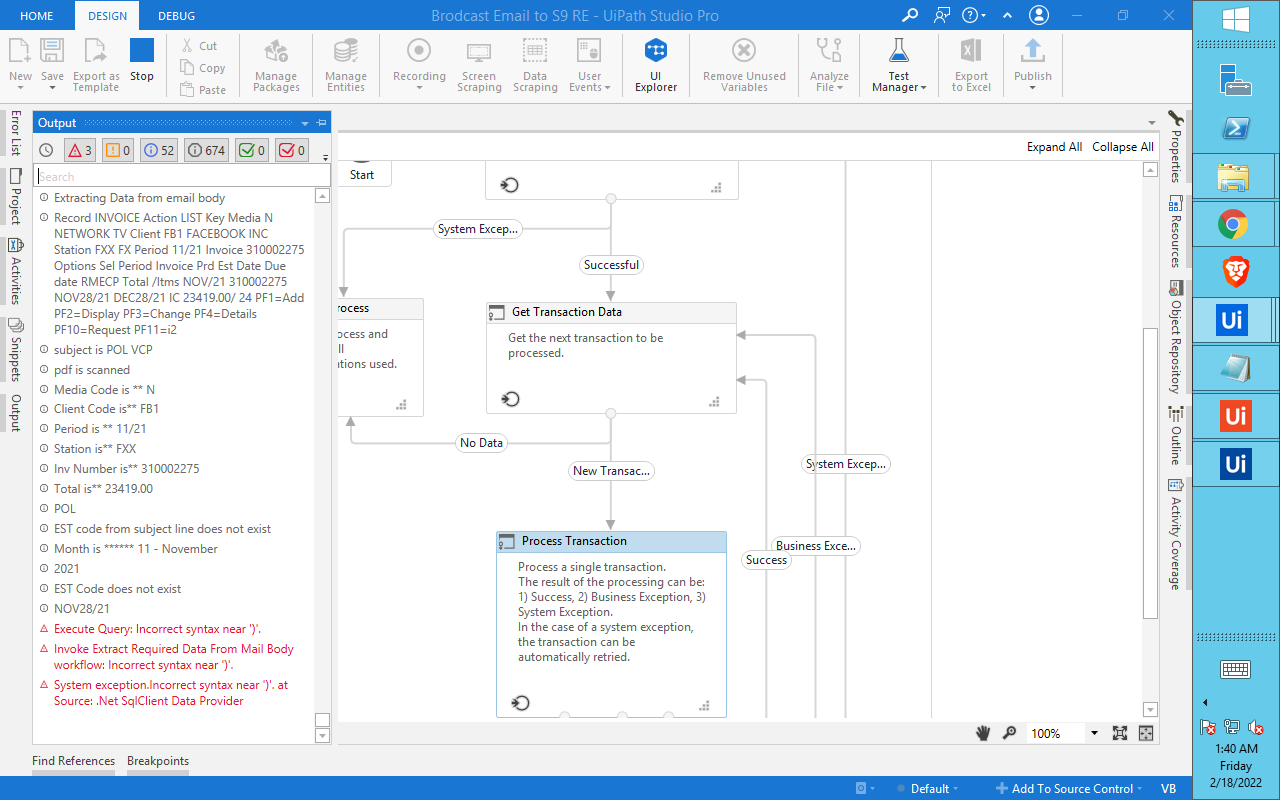 HOME
DESIGN
DEBUG
Brodcast Email to S9 RE - UiPath Studio Pro
New
Save
Export as
Template
Stop
Cut
Copy
Paste
Manage
Packages
Manage
Entities
Recording
Screen
Scraping
Data
Scraping
User
Events
UI
Explorer
Remove Unused
Variables
Analyze
File
Test
Manager
Export
to Excel
Publish
Error List
Project
Activities
Snippets
Output
Output
3
0
52
674
0
0
Search
Extracting Data from email body
Record INVOICE Action LIST Key Media N
NETWORK TV Client FB1 FACEBOOK INC
Station FXX FX Period 11/21 Invoice 310002275
Options Sel Period Invoice Prd Est Date Due
date RMECP Total /Itms NOV/21 310002275
NOV28/21 DEC28/21 IC 23419.00/ 24 PF1=Add
PF2=Display PF3=Change PF4=Details
PF10=Request PF11=i2
subject is POL VCP
pdf is scanned
Media Code is ** N
Client Code is** FB1
Period is ** 11/21
Station is** FXX
Inv Number is** 310002275
Total is** 23419.00
POL
EST code from subject line does not exist
Month is ****** 11 - November
2021
EST Code does not exist
NOV28/21
Execute Query: Incorrect syntax near ')'.
Invoke Extract Required Data From Mail Body
workflow: Incorrect syntax near ')'.
System exception.Incorrect syntax near ')'. at
Source: .Net SqlClient Data Provider
Expand All
Collapse All
Start
System Excep...
Successful
rocess
ocess and
ll
ations used.
Get Transaction Data
Get the next transaction to be
processed.
No Data
New Transac...
System Excep...
Business Exce...
Success
Process Transaction
Process a single transaction.
The result of the processing can be:
1) Success, 2) Business Exception, 3)
System Exception.
In the case of a system exception,
the transaction can be
automatically retried.
100%
Properties
Resources
Object Repository
Outline
Activity Coverage
Find References
Breakpoints
Default
Add To Source Control
VB
Ui
Ui
Ui
1:40 AM
Friday
2/18/2022